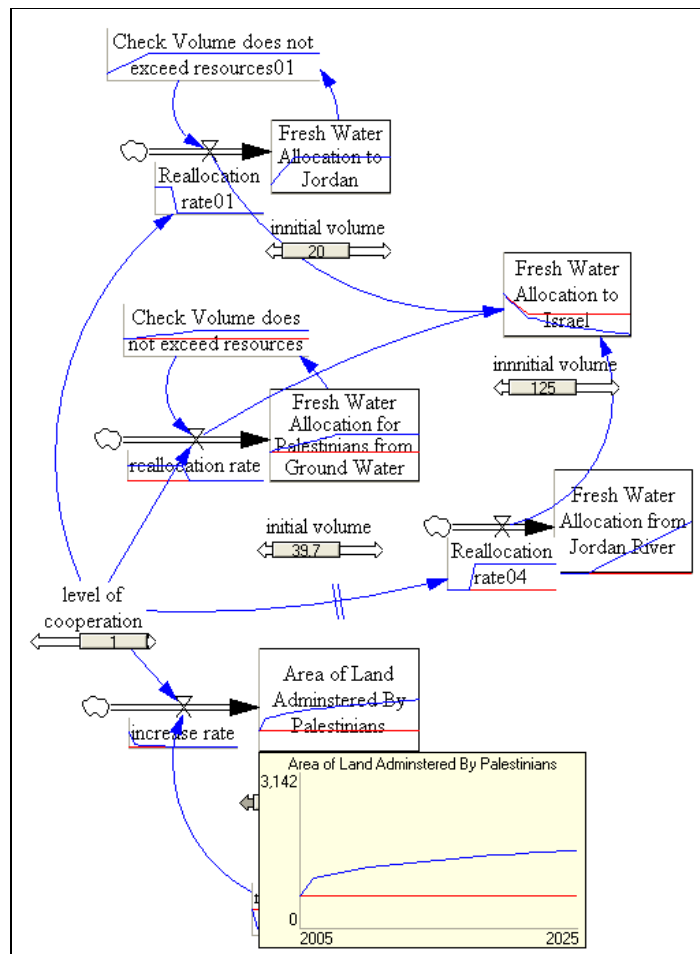 Check Volume does not
exceed resources01
Fresh Water
Allocation to
Jordan
Reallocation
rate01
innitial volume
20
Fresh Water
Allocation to
Israel
Check Volume does
not exceed resources
innnitial volume
125
Fresh Water
Allocation for
Palestinians from
Ground Water
reallocation rate
Fresh Water
Allocation from
Jordan River
initial volume
39.7
Reallocation
rate04
level of
cooperation
1
Area of Land
Adminstered By
Palestinians
increase rate
Area of Land Adminstered By Palestinians
3,142
0
2005
2025